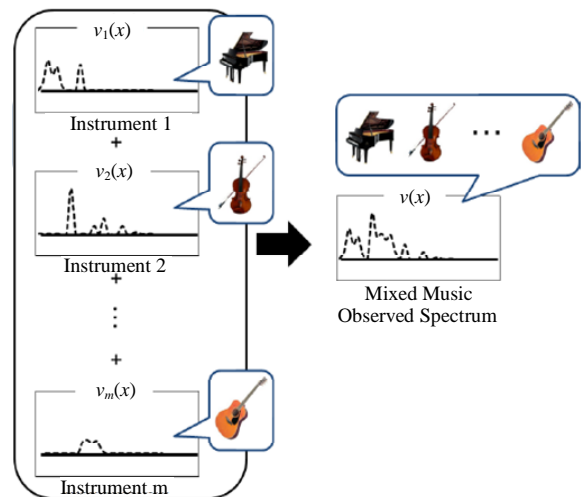 v₁(x)
Instrument 1
+
v₂(x)
Instrument 2
+
⋮
+
vₘ(x)
Instrument.m
...
v(x)
Mixed Music
Observed Spectrum